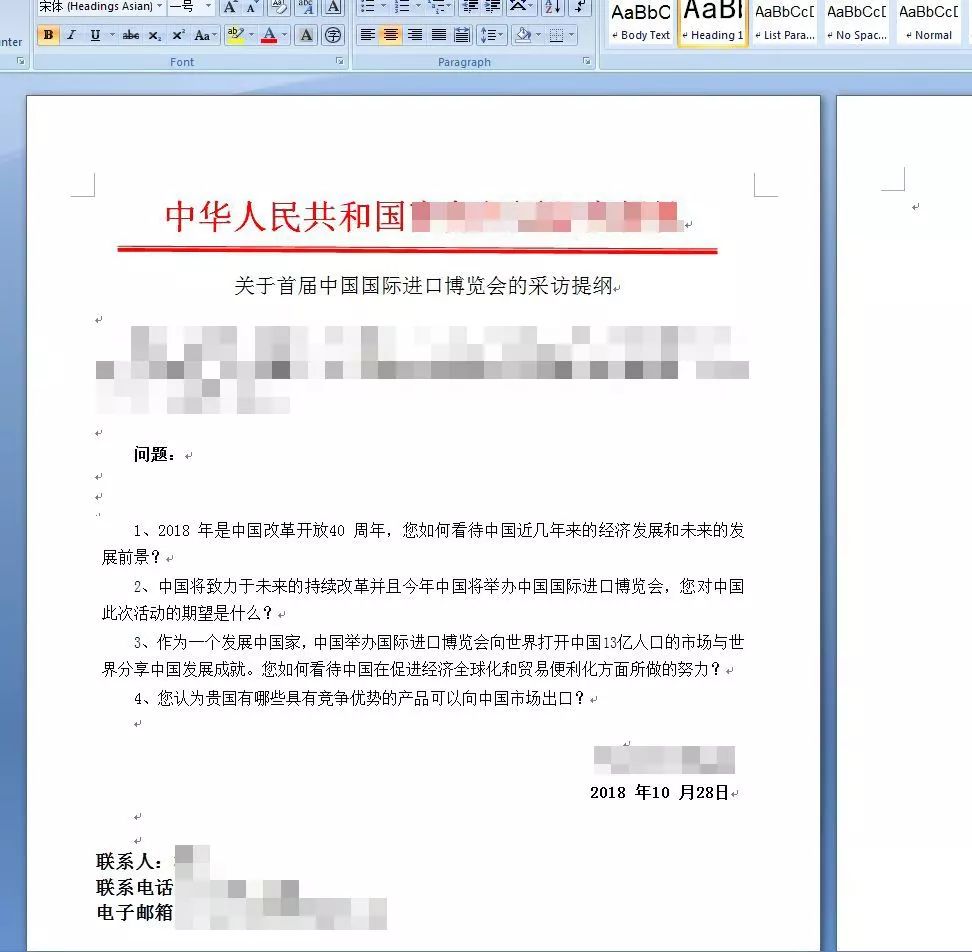 宋体 (Headings Asian) 一号 A A A A
nter B I U abc x₂ x² Aa ab A A 字
AaBbC AaBl AaBbCc[ AaBbC[ AaBbCc[
Body Text Heading 1 List Para... No Spac... Normal
Font Paragraph
中华人民共和国
关于首届中国国际进口博览会的采访提纲
问题：
1、2018 年是中国改革开放40 周年，您如何看待中国近几年来的经济发展和未来的发
展前景？
2、中国将致力于未来的持续改革并且今年中国将举办中国国际进口博览会，您对中国
此次活动的期望是什么？
3、作为一个发展中国家，中国举办国际进口博览会向世界打开中国13亿人口的市场与世
界分享中国发展成就。您如何看待中国在促进经济全球化和贸易便利化方面所做的努力？
4、您认为贵国有哪些具有竞争优势的产品可以向中国市场出口？
2018 年10 月28日
联系人：
联系电话
电子邮箱